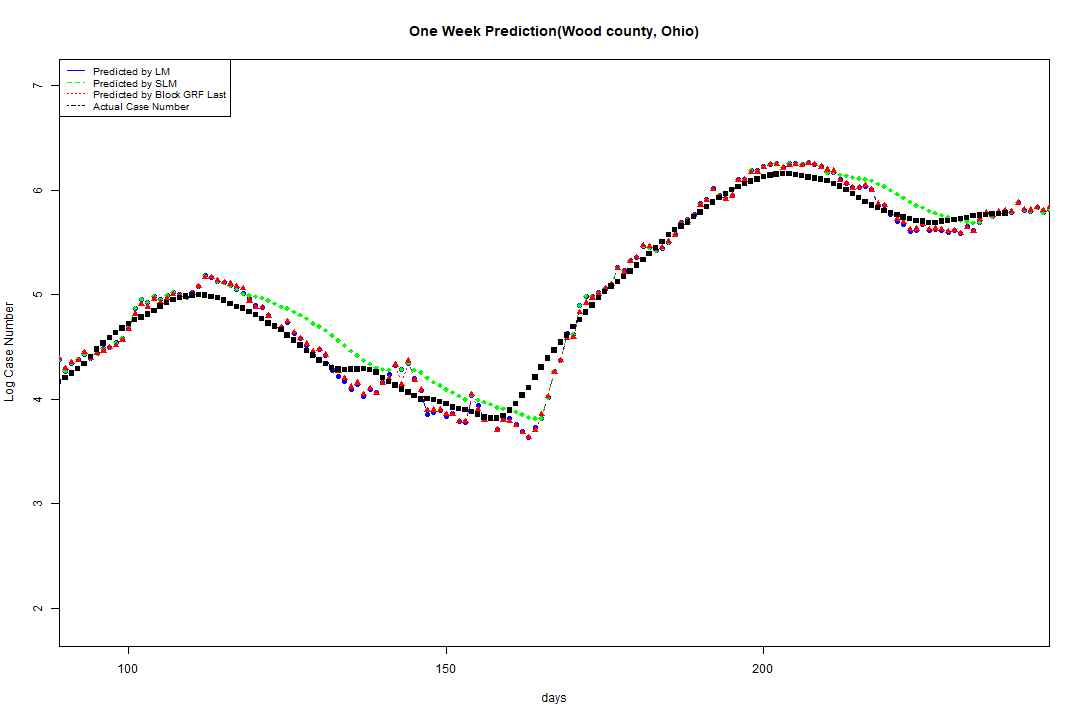 One Week Prediction(Wood county, Ohio)
Predicted by LM
Predicted by SLM
Predicted by Block GRF Last
Actual Case Number
7
6
5
4
3
2
Log Case Number
100 150 200
days